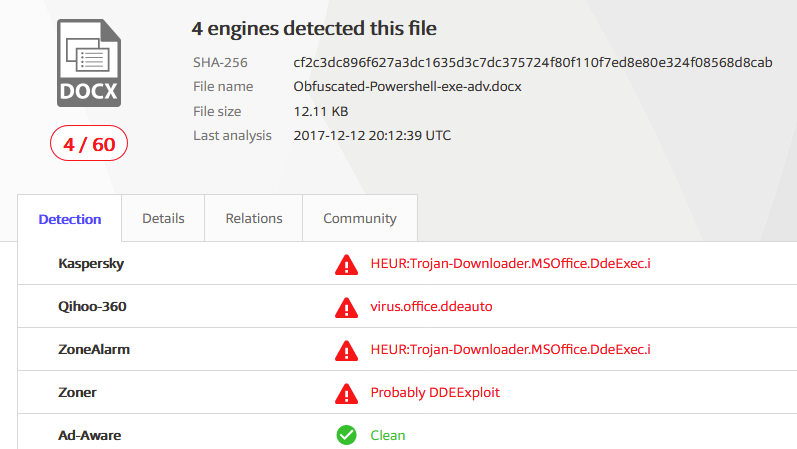 4 engines detected this file
SHA-256 cf2c3dc896f627a3dc1635d3c7dc375724f80f110f7ed8e80e324f08568d8cab
File name Obfuscated-Powershell-exe-adv.docx
File size 12.11 KB
Last analysis 2017-12-12 20:12:39 UTC
DOCX
4 / 60
Detection Details Relations Community
Kaspersky HEUR:Trojan-Downloader.MSOffice.DdeExec.i
Qihoo-360 virus.office.ddeauto
ZoneAlarm HEUR:Trojan-Downloader.MSOffice.DdeExec.i
Zoner Probably DDEExploit
Ad-Aware Clean